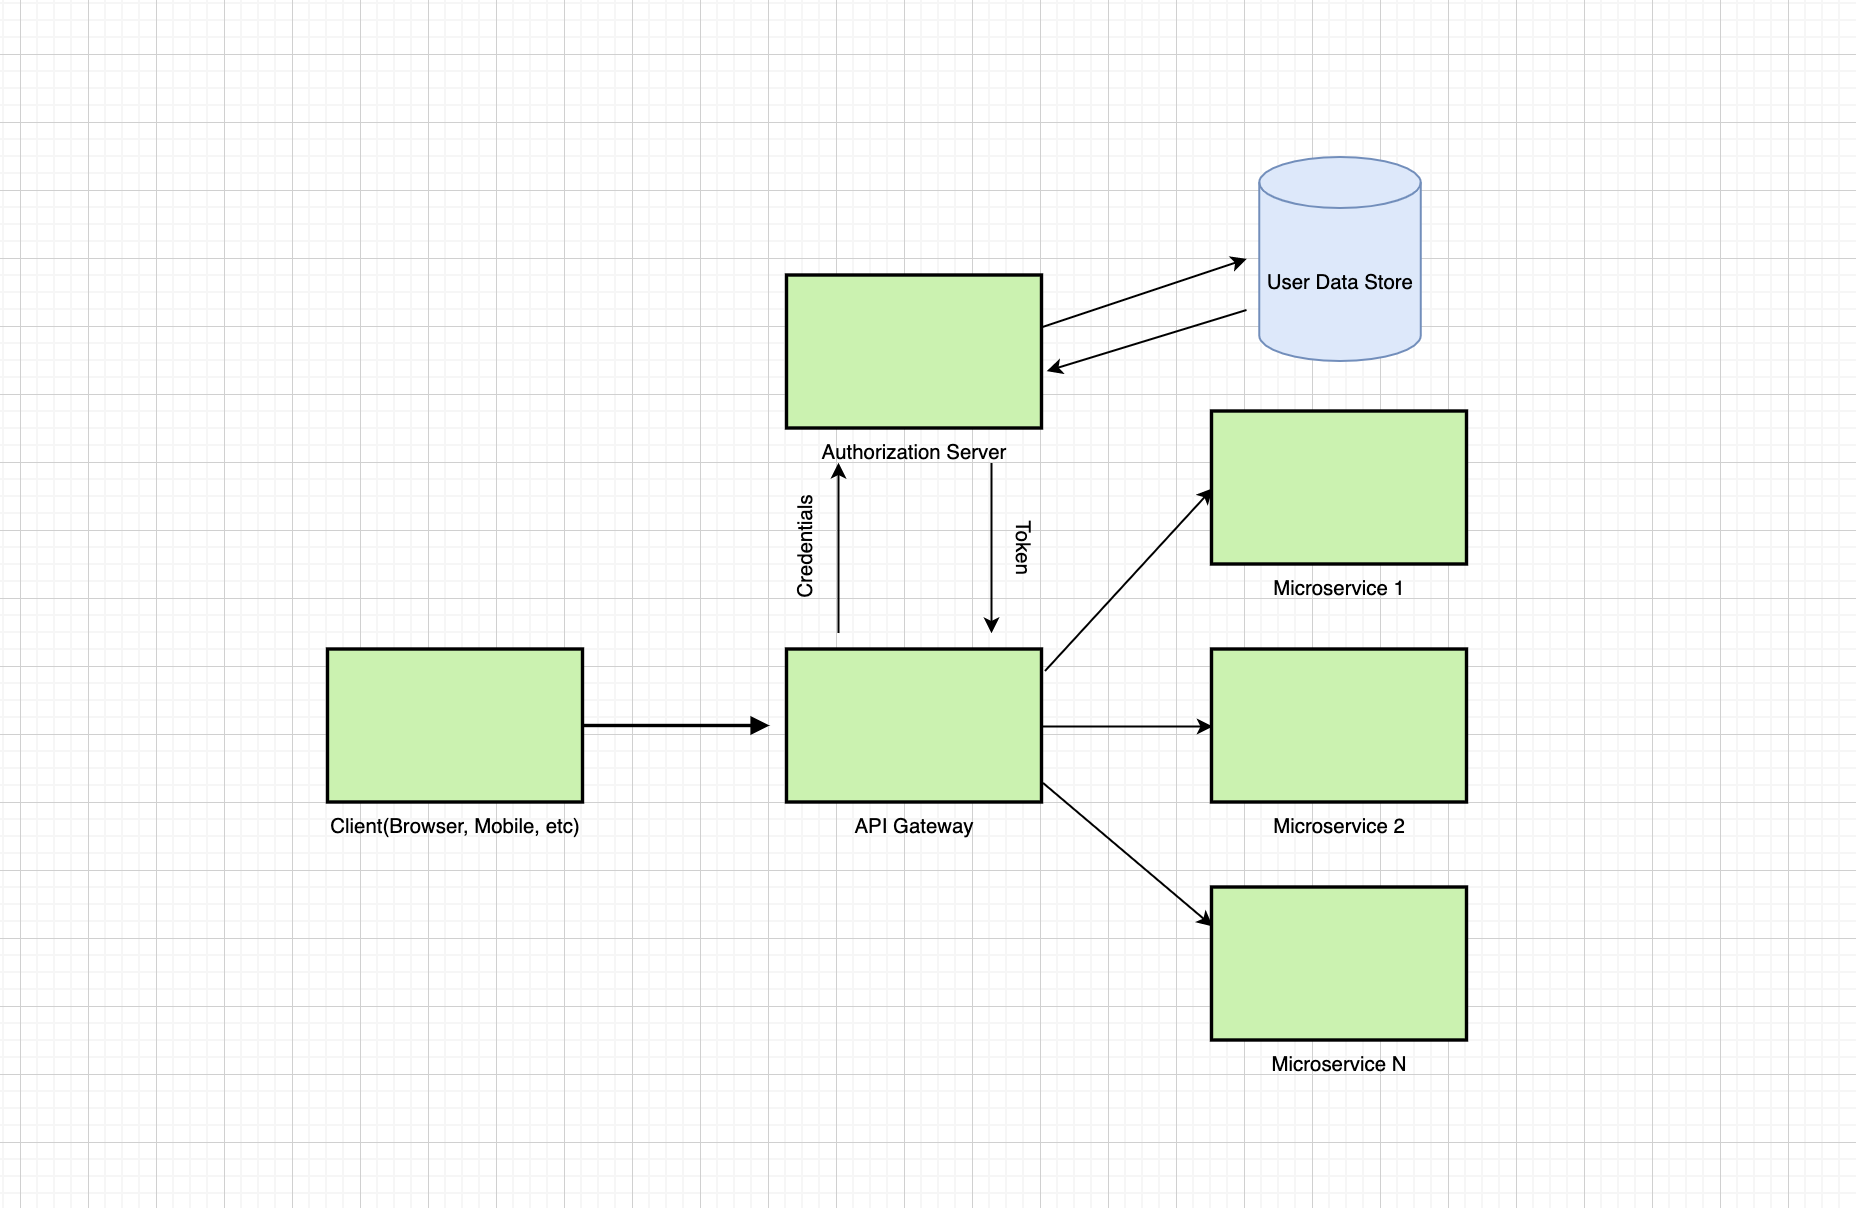 User Data Store
Authorization Server
Credentials
Token
Microservice 1
Client(Browser, Mobile, etc)
API Gateway
Microservice 2
Microservice N